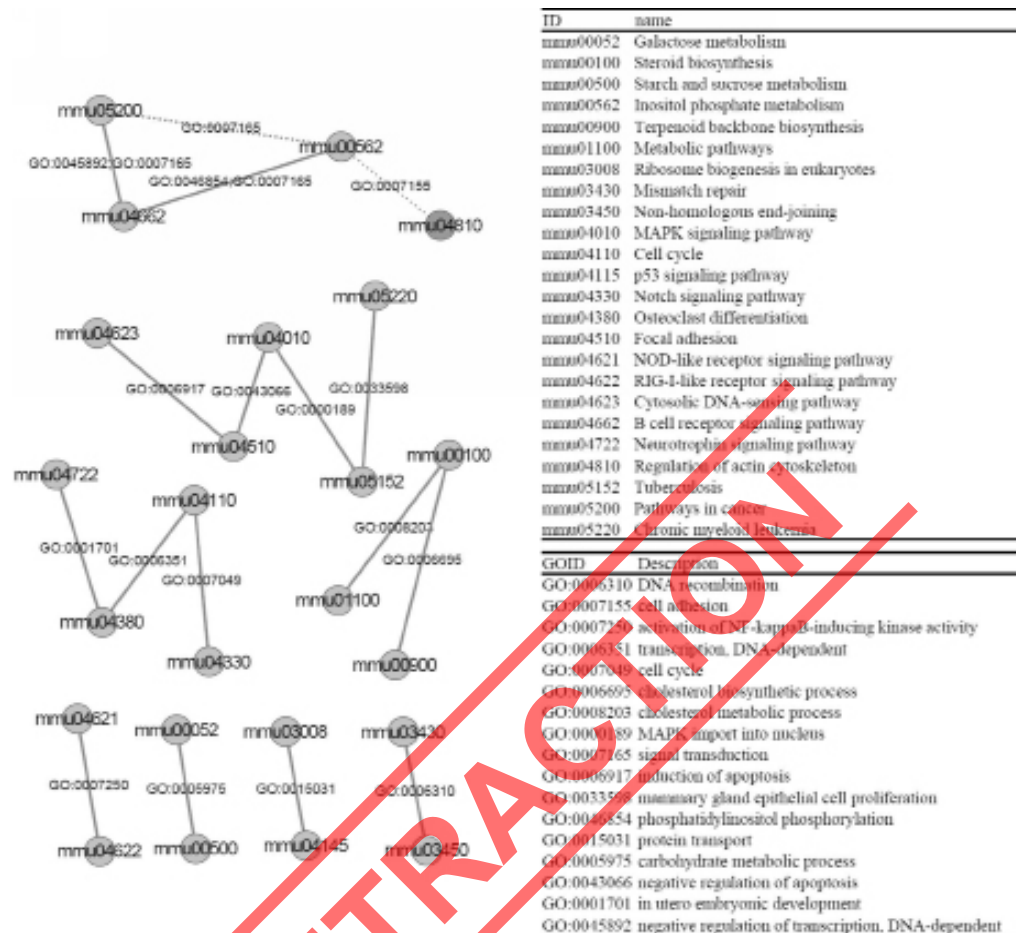 mmu05200
GO:0007165
mmu00562
GO:0045892;GO:0007165
GO:0046854;GO:0007165
GO:0007155
mmu04662
mmu04810
mmu05220
mmu04623
mmu04010
GO:0006917
GO:0043066
GO:0033598
GO:0000189
mmu04510
mmu00100
mmu04722
mmu05152
mmu04110
GO:0008203
GO:0001701
GO:0006351
GO:0006695
GO:0007049
mmu01100
mmu04380
mmu04330
mmu00900
mmu04621
mmu00052
mmu03008
mmu03430
GO:0007250
GO:0005975
GO:0015031
GO:0006310
mmu04622
mmu00500
mmu04145
mmu03450
ID name
mmu00052 Galactose metabolism
mmu00100 Steroid biosynthesis
mmu00500 Starch and sucrose metabolism
mmu00562 Inositol phosphate metabolism
mmu00900 Terpenoid backbone biosynthesis
mmu01100 Metabolic pathways
mmu03008 Ribosome biogenesis in eukaryotes
mmu03430 Mismatch repair
mmu03450 Non-homologous end-joining
mmu04010 MAPK signaling pathway
mmu04110 Cell cycle
mmu04115 p53 signaling pathway
mmu04330 Notch signaling pathway
mmu04380 Osteoclast differentiation
mmu04510 Focal adhesion
mmu04621 NOD-like receptor signaling pathway
mmu04622 RIG-I-like receptor signaling pathway
mmu04623 Cytosolic DNA-sensing pathway
mmu04662 B cell receptor signaling pathway
mmu04722 Neurotrophin signaling pathway
mmu04810 Regulation of actin cytoskeleton
mmu05152 Tuberculosis
mmu05200 Pathways in cancer
mmu05220 Chronic myeloid leukemia
GOID Description
GO:0006310 DNA recombination
GO:0007155 cell adhesion
GO:0007250 activation of NF-kappaB-inducing kinase activity
GO:0006351 transcription, DNA-dependent
GO:0007049 cell cycle
GO:0006695 cholesterol biosynthetic process
GO:0008203 cholesterol metabolic process
GO:0000189 MAPK import into nucleus
GO:0007165 signal transduction
GO:0006917 induction of apoptosis
GO:0033598 mammary gland epithelial cell proliferation
GO:0046854 phosphatidylinositol phosphorylation
GO:0015031 protein transport
GO:0005975 carbohydrate metabolic process
GO:0043066 negative regulation of apoptosis
GO:0001701 in utero embryonic development
GO:0045892 negative regulation of transcription, DNA-dependent
TRACTION